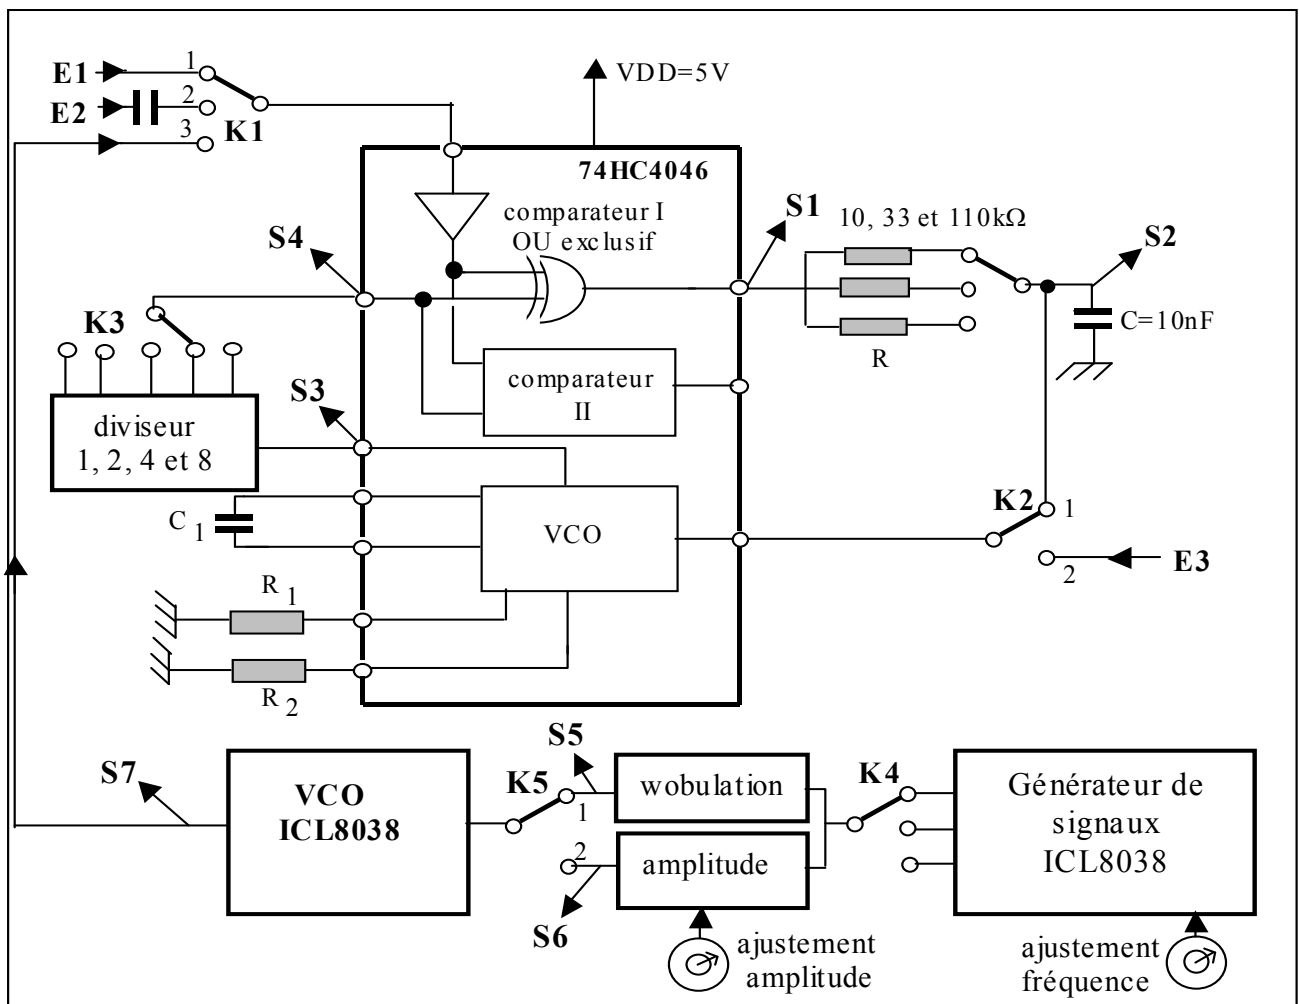 E1
1
E2
2
3
K1
VDD=5V
74HC4046
comparateur I
OU exclusif
S1
10, 33 et 110kΩ
S2
S4
K3
R
C=10nF
comparateur
II
S3
diviseur
1, 2, 4 et 8
C 1
VCO
K2
1
2
E3
R 1
R 2
S7
VCO
ICL8038
K5
S5
1
2
S6
wobulation
amplitude
K4
Générateur de
signaux
ICL8038
ajustement
amplitude
ajustement
fréquence